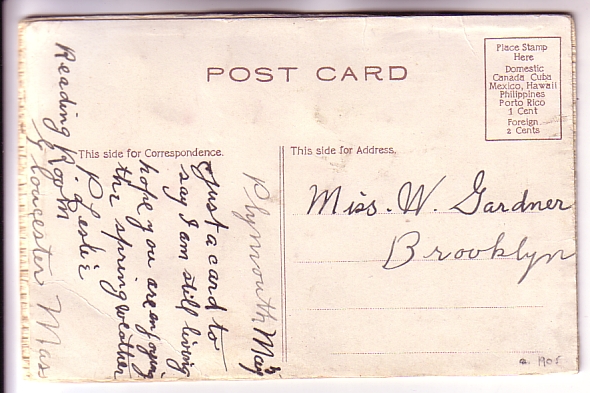 POST CARD
Place Stamp
Here
Domestic
Canada Cuba
Mexico, Hawaii
Philippines
Porto Rico
1 Cent
Foreign
2 Cents
This side for Correspondence.
This side for Address.
Plymouth
Just a card to
say I am still living
hope you are enjoying
the spring weather
Leslie
Reading Room
Gloucester Mass
Miss. W. Gardner
Brooklyn
1905